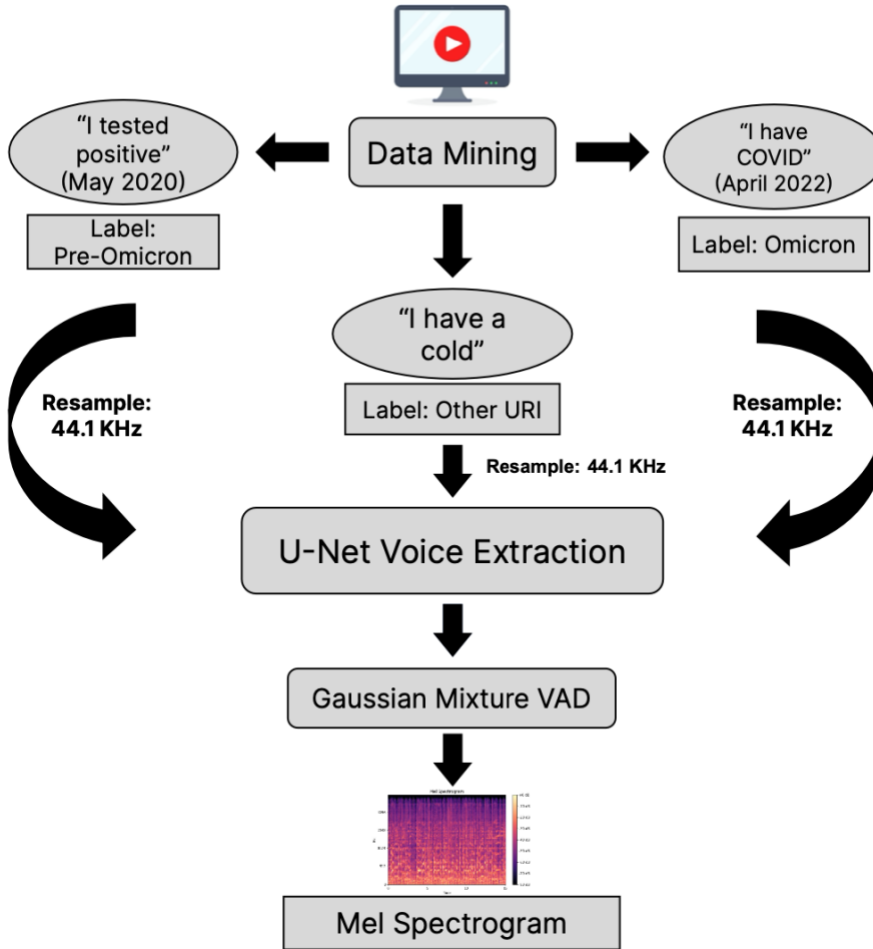 “I tested
positive”
(May 2020)
Data Mining
“I have
COVID”
(April 2022)
Label:
Pre-Omicron
Label: Omicron
“I have a
cold”
Label: Other URI
Resample:
44.1 KHz
Resample:
44.1 KHz
Resample: 44.1 KHz
U-Net Voice Extraction
Gaussian Mixture VAD
Mel spectrogram
Mel Spectrogram